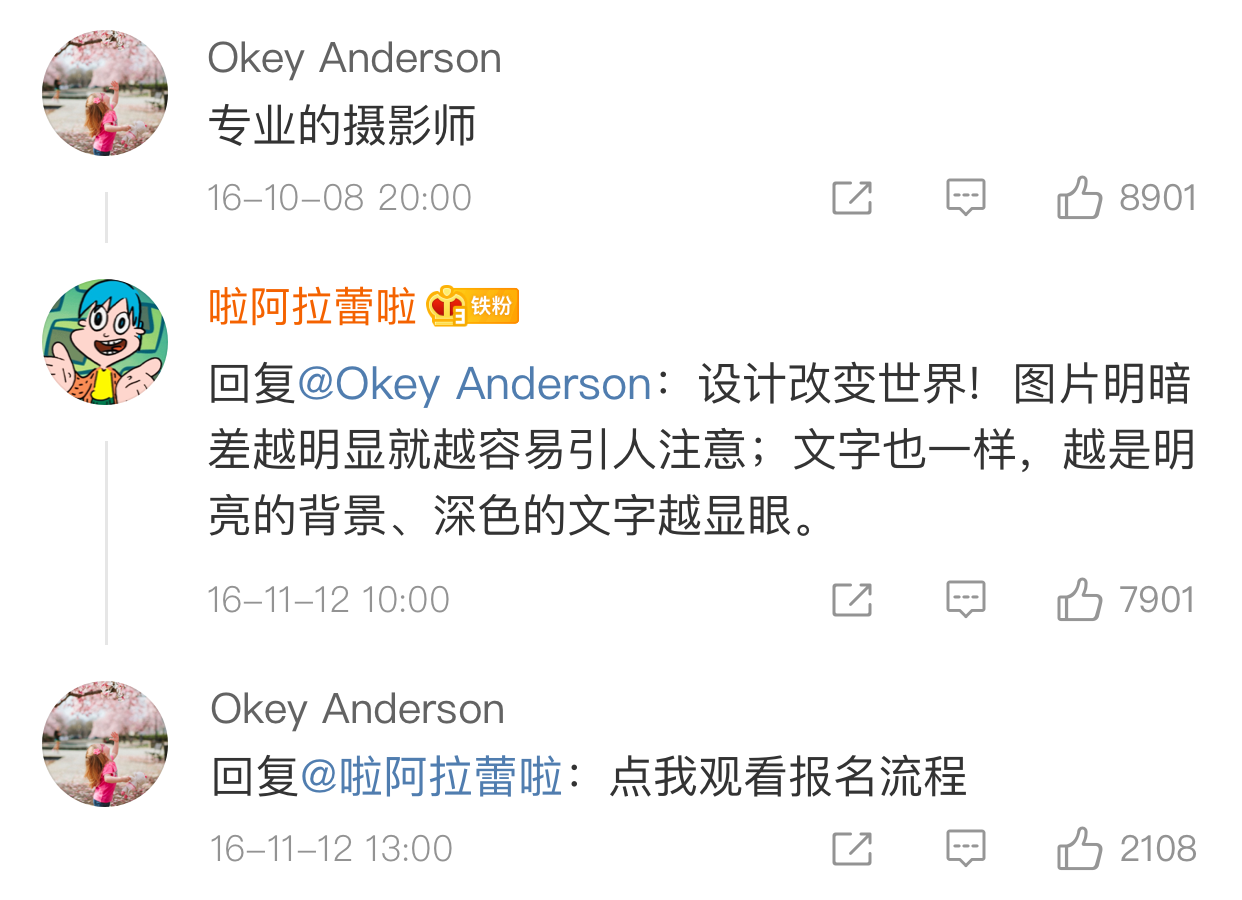 Okey Anderson
专业的摄影师
16-10-08 20:00
8901
啦阿拉蕾啦 铁粉
回复@Okey Anderson：设计改变世界！图片明暗
差越明显就越容易引人注意；文字也一样，越是明
亮的背景、深色的文字越显眼。
16-11-12 10:00
7901
Okey Anderson
回复@啦阿拉蕾啦：点我观看报名流程
16-11-12 13:00
2108